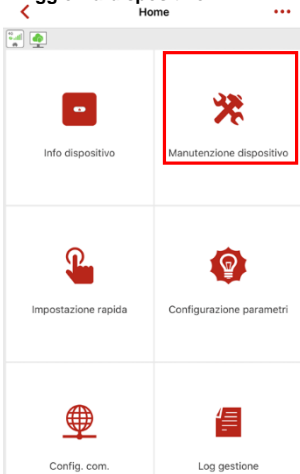 Home
Info dispositivo
Manutenzione dispositivo
Impostazione rapida
Configurazione parametri
Config. com.
Log gestione